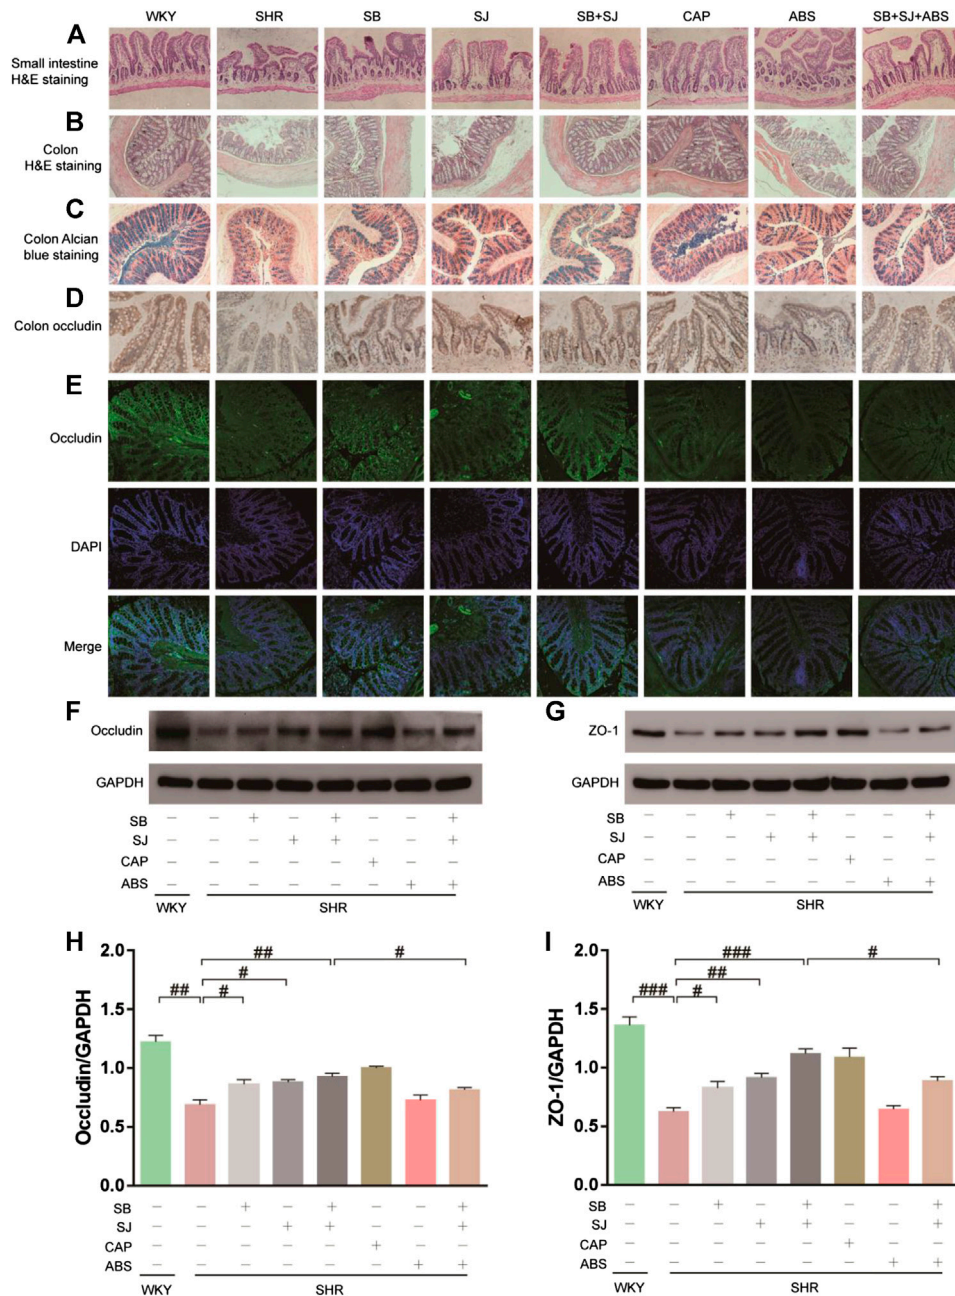 WKY SHR SB SJ SB+SJ CAP ABS SB+SJ+ABS
A
Small intestine
H&E staining
B
Colon
H&E staining
C
Colon Alcian
blue staining
D
Colon occludin
E
Occludin
DAPI
Merge
F
Occludin
GAPDH
SB − − + − + − − +
SJ − − − + + − − +
CAP − − − − − + − −
ABS − − − − − − + +
WKY SHR
G
ZO-1
GAPDH
SB − − + − + − − +
SJ − − − + + − − +
CAP − − − − − + − −
ABS − − − − − − + +
WKY SHR
H
Occludin/GAPDH
2.0
1.5
1.0
0.5
0.0
## # # ## #
SB − − + − + − − +
SJ − − − + + − − +
CAP − − − − − + − −
ABS − − − − − − + +
WKY SHR
I
ZO-1/GAPDH
2.0
1.5
1.0
0.5
0.0
### # ## ### #
SB − − + − + − − +
SJ − − − + + − − +
CAP − − − − − + − −
ABS − − − − − − + +
WKY SHR